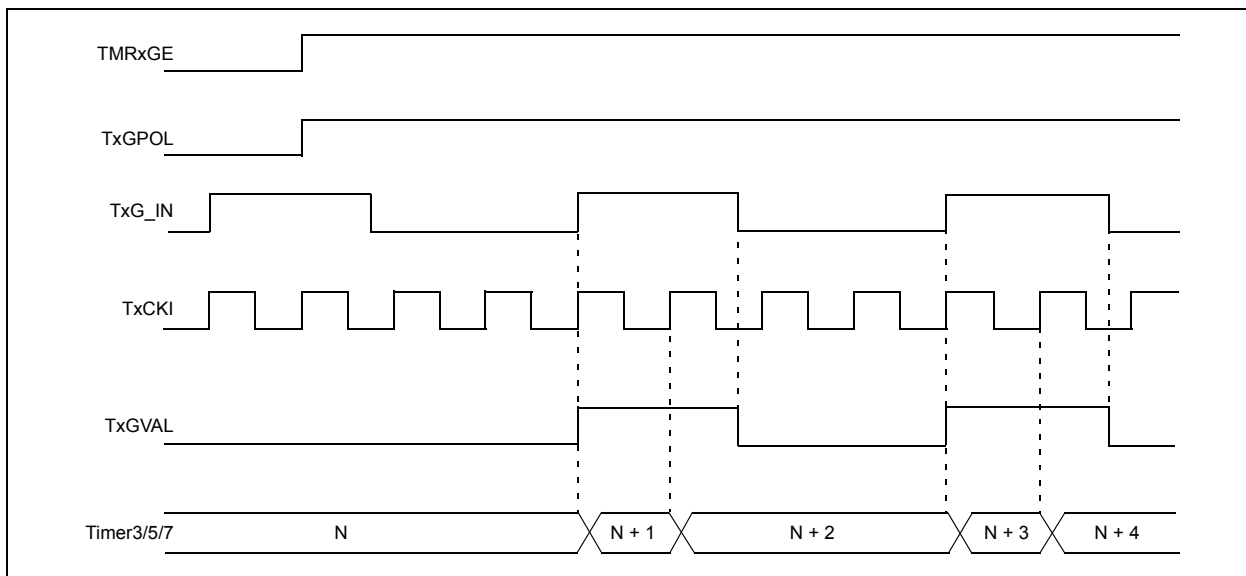 TMRxGE
TxGPOL
TxG_IN
TxCKI
TxGVAL
Timer3/5/7 N N + 1 N + 2 N + 3 N + 4